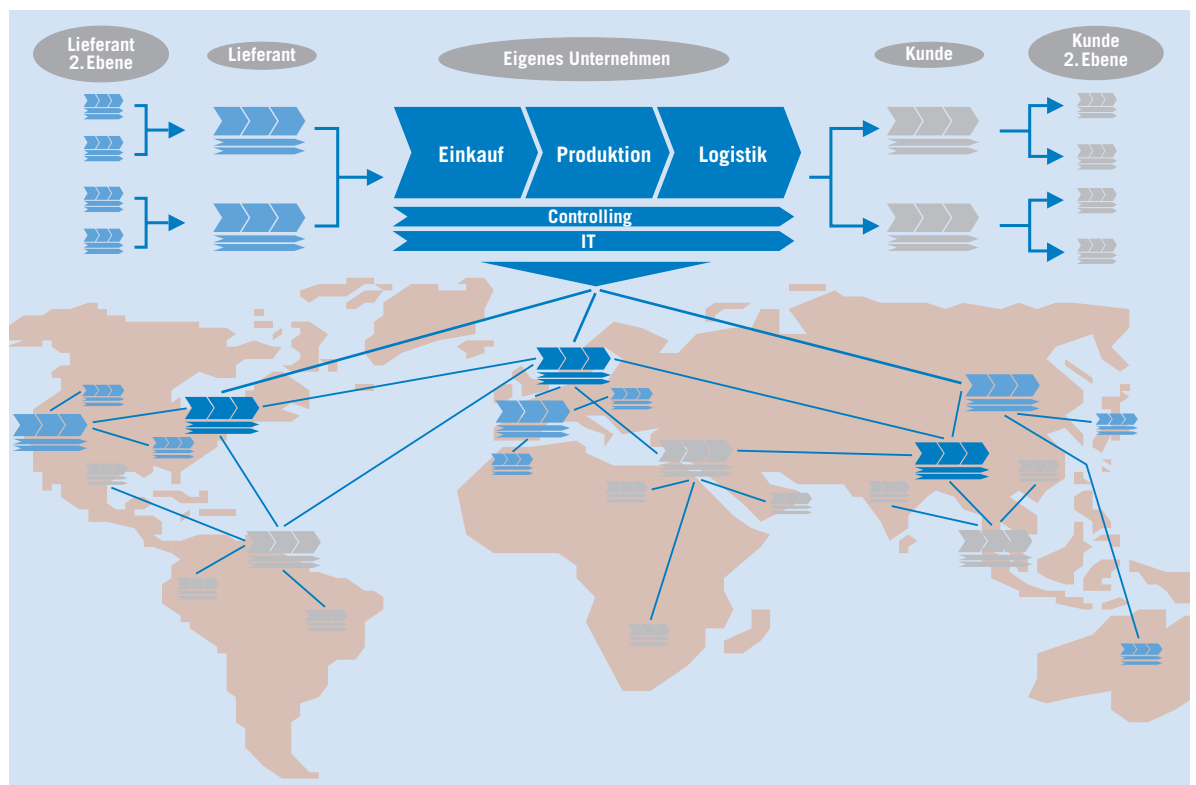 Lieferant
2. Ebene
Lieferant
Eigenes Unternehmen
Kunde
Kunde
2. Ebene
Einkauf
Produktion
Logistik
Controlling
IT